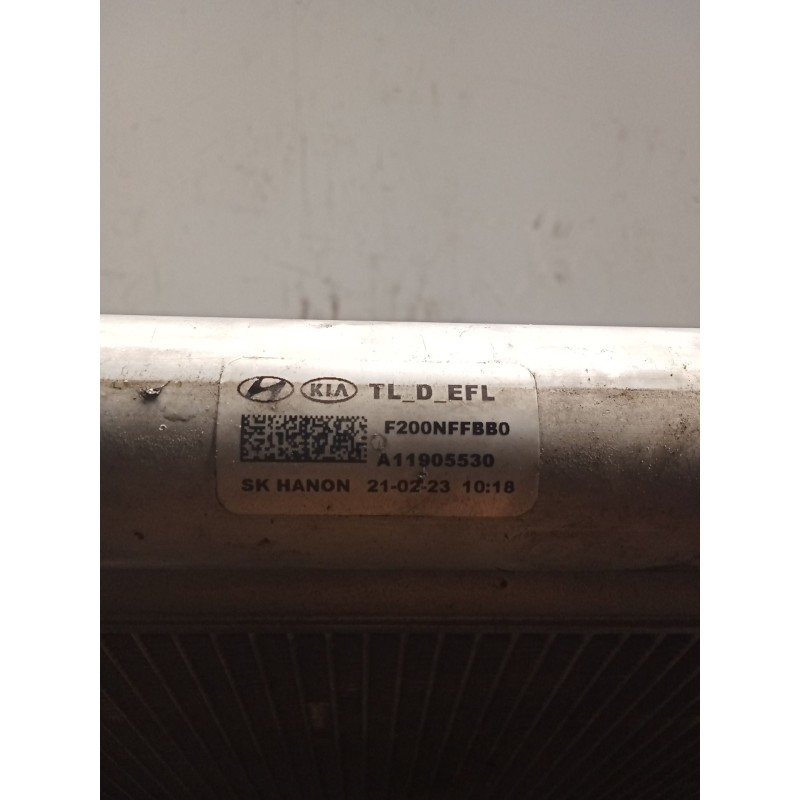 KIA TL_D_EFL
F200NFFBB0
A11905530
SK HANON 21-02-23 10:18